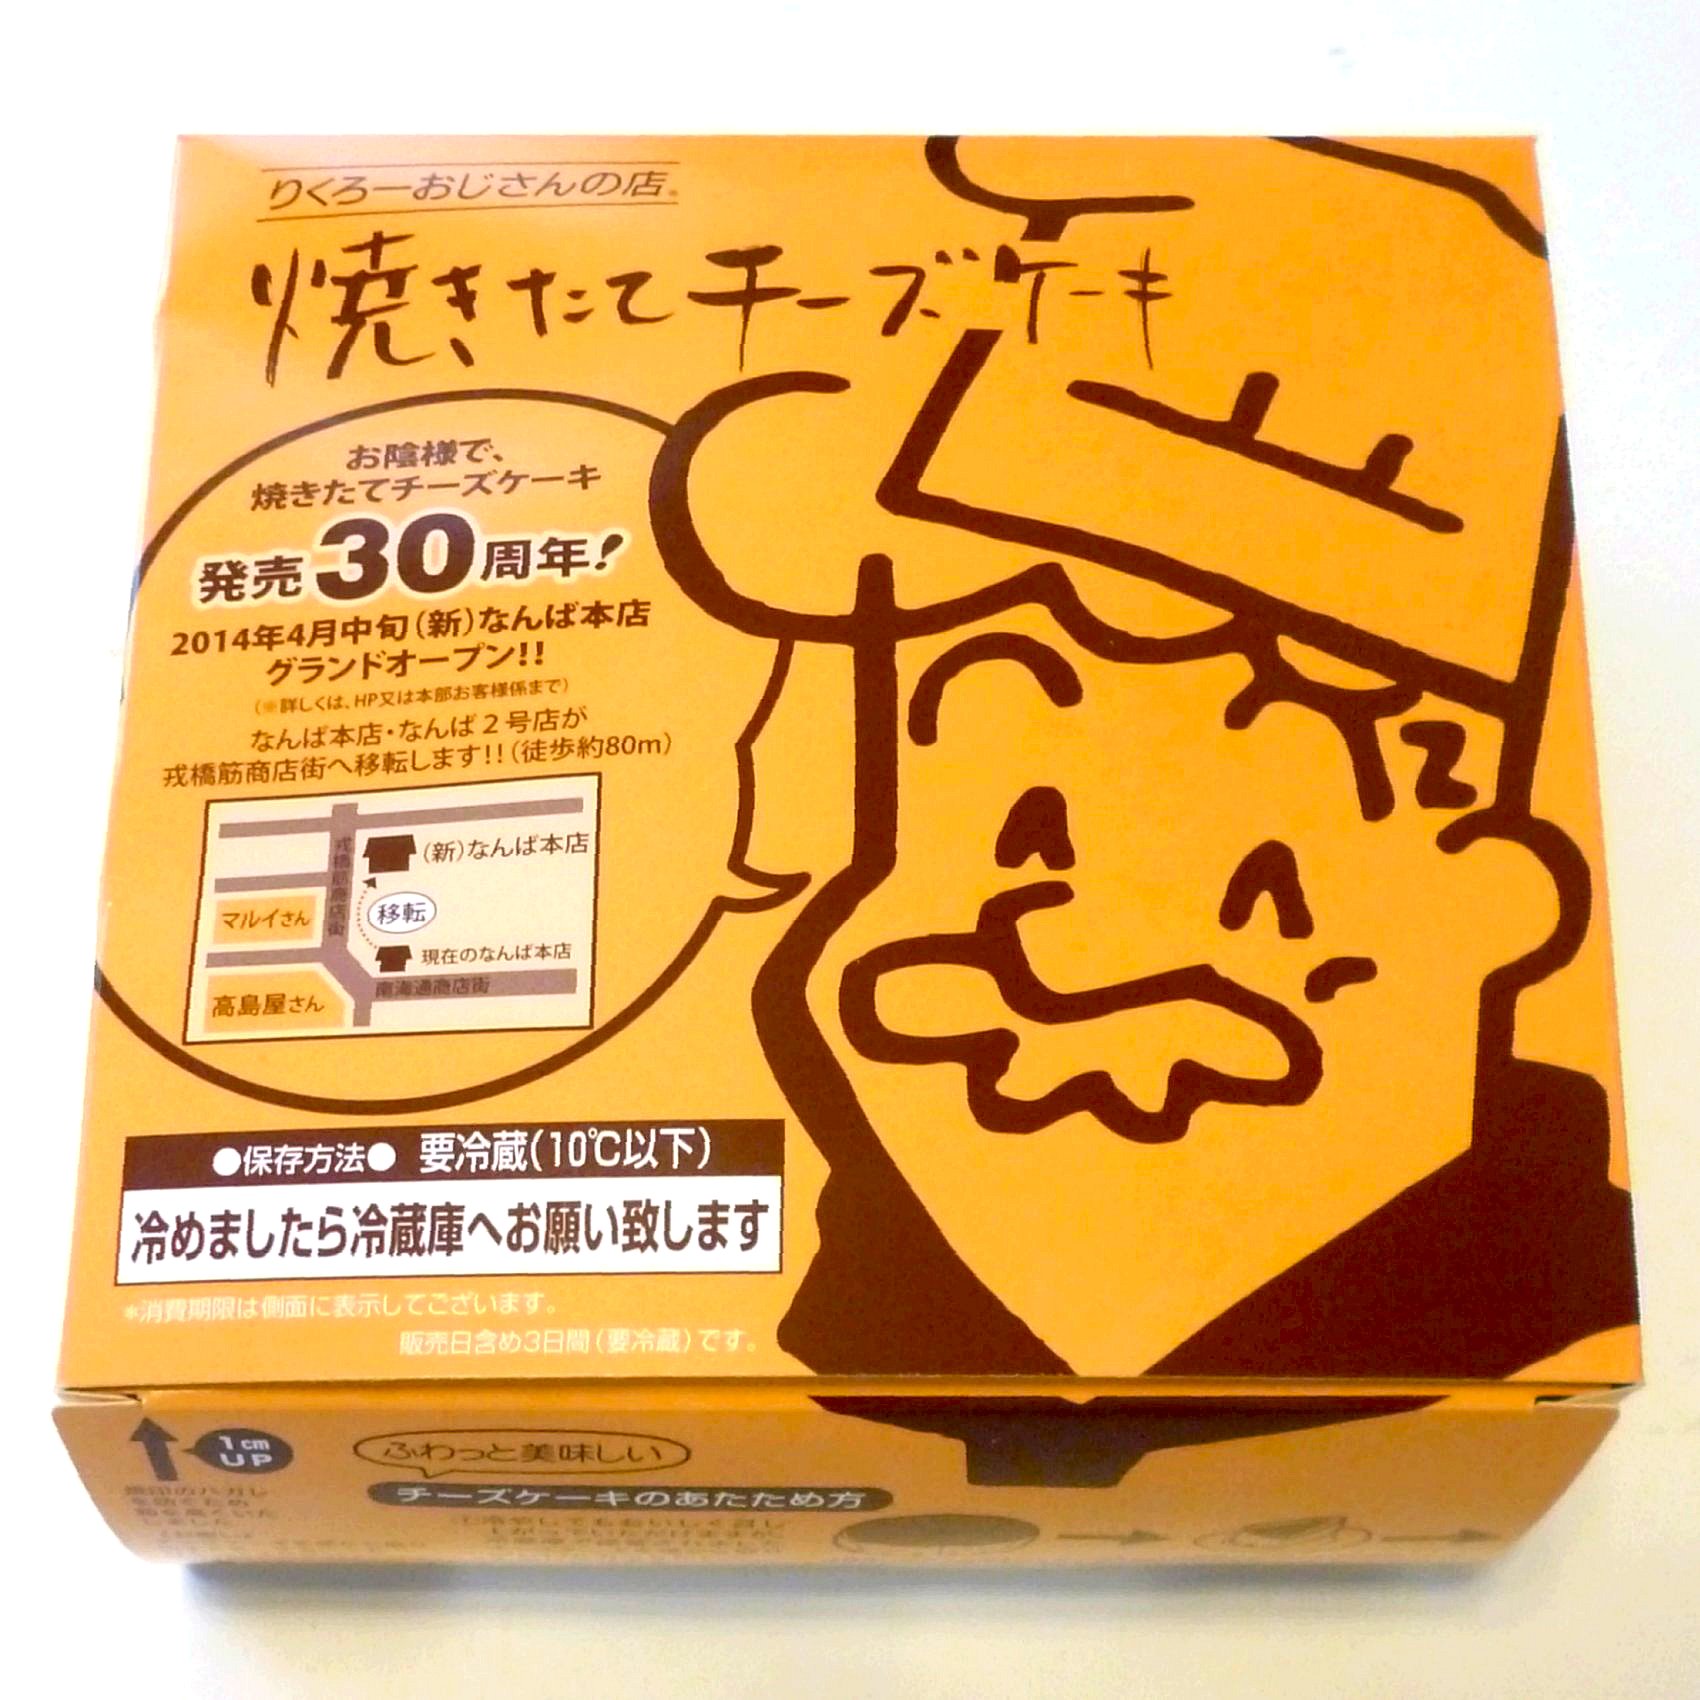 りくろーおじさんの店®
焼きたてチーズケーキ
お陰様で、
焼きたてチーズケーキ
発売30周年!
2014年4月中旬(新)なんば本店
グランドオープン!!
(※詳しくは、HP又は本部お客様係まで)
なんば本店・なんば2号店が
戎橋筋商店街へ移転します!!(徒歩約80m)
戎橋筋商店街
(新)なんば本店
マルイさん
移転
現在のなんば本店
南海通商店街
高島屋さん
●保存方法● 要冷蔵(10℃以下)
冷めましたら冷蔵庫へお願い致します
*消費期限は側面に表示してございます。
販売日含め3日間(要冷蔵)です。
1cm
UP
ふわっと美味しい
チーズケーキのあたため方